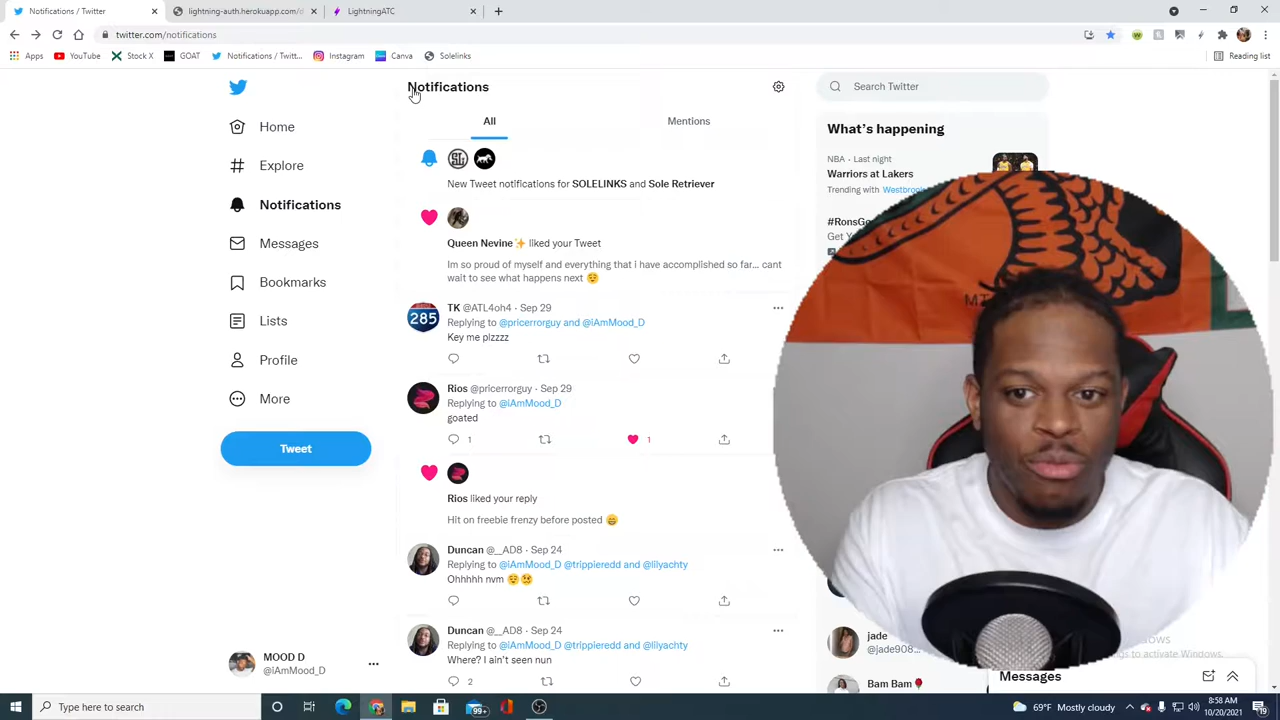 Notifications / Twitter
lightning-auth.herokuapp.com/d
LightningATC
twitter.com/notifications
Apps
YouTube
Stock X
GOAT
Notifications / Twitt...
Instagram
Canva
Solelinks
Reading list
Notifications
Search Twitter
Home
Explore
Notifications
Messages
Bookmarks
Lists
Profile
More
Tweet
MOOD D
@iAmMood_D
All
Mentions
New Tweet notifications for SOLELINKS and Sole Retriever
Queen Nevine✨ liked your Tweet
Im so proud of myself and everything that i have accomplished so far... cant
wait to see what happens next 😌
285
TK @ATL4oh4 · Sep 29
Replying to @pricerrorguy and @iAmMood_D
Key me plzzzz
Rios @pricerrorguy · Sep 29
Replying to @iAmMood_D
goated
1
1
Rios liked your reply
Hit on freebie frenzy before posted 😄
Duncan @__AD8 · Sep 24
Replying to @iAmMood_D @trippieredd and @lilyachty
Ohhhhh nvm
Duncan @__AD8 · Sep 24
Replying to @iAmMood_D @trippieredd and @lilyachty
Where? I ain't seen nun
2
What's happening
NBA · Last night
Warriors at Lakers
Trending with Westbrook
#RonsGo
jade
@jade908...
Bam Bam🌹
Messages
Type here to search
99+
69°F Mostly cloudy
8:58 AM
10/20/2021
19